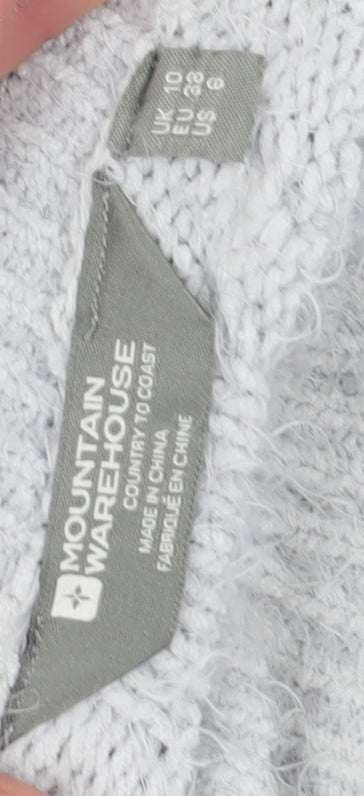 UK 10
EU 38
US 6
MOUNTAIN
WAREHOUSE
COUNTRY TO COAST
MADE IN CHINA
FABRIQUÉ EN CHINE